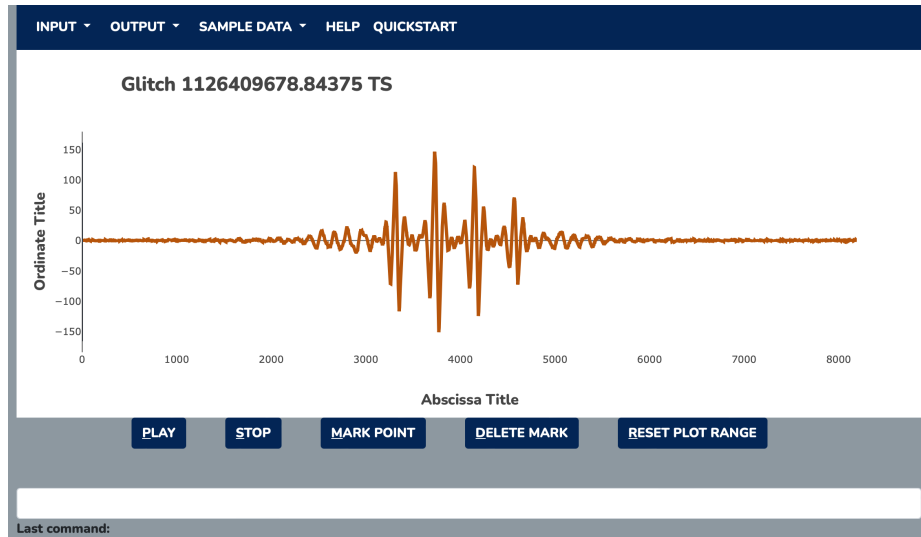 INPUT OUTPUT SAMPLE DATA HELP QUICKSTART
Glitch 1126409678.84375 TS
Ordinate Title
150
100
50
0
−50
−100
−150
0 1000 2000 3000 4000 5000 6000 7000 8000
Abscissa Title
PLAY STOP MARK POINT DELETE MARK RESET PLOT RANGE
Last command: